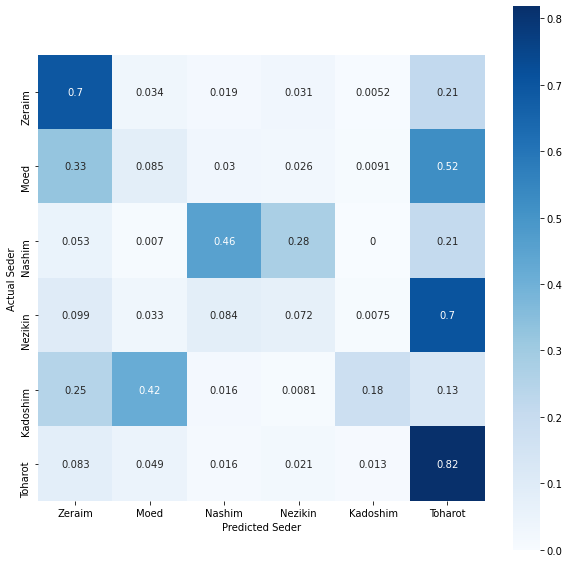 Zeraim 0.7 0.034 0.019 0.031 0.0052 0.21
Moed 0.33 0.085 0.03 0.026 0.0091 0.52
Nashim 0.053 0.007 0.46 0.28 0 0.21
Nezikin 0.099 0.033 0.084 0.072 0.0075 0.7
Kadoshim 0.25 0.42 0.016 0.0081 0.18 0.13
Toharot 0.083 0.049 0.016 0.021 0.013 0.82
Actual Seder
Zeraim Moed Nashim Nezikin Kadoshim Toharot
Predicted Seder
0.8
0.7
0.6
0.5
0.4
0.3
0.2
0.1
0.0